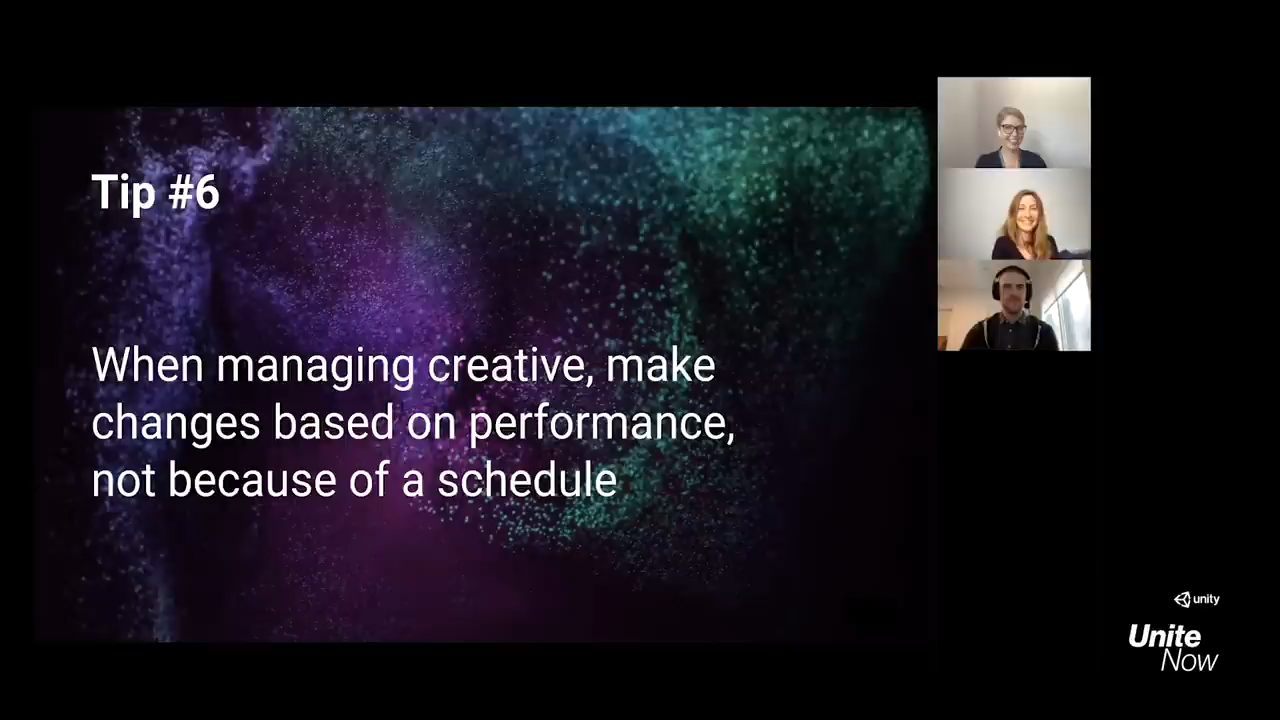 Tip #6
When managing creative, make
changes based on performance,
not because of a schedule
unity
Unite
Now